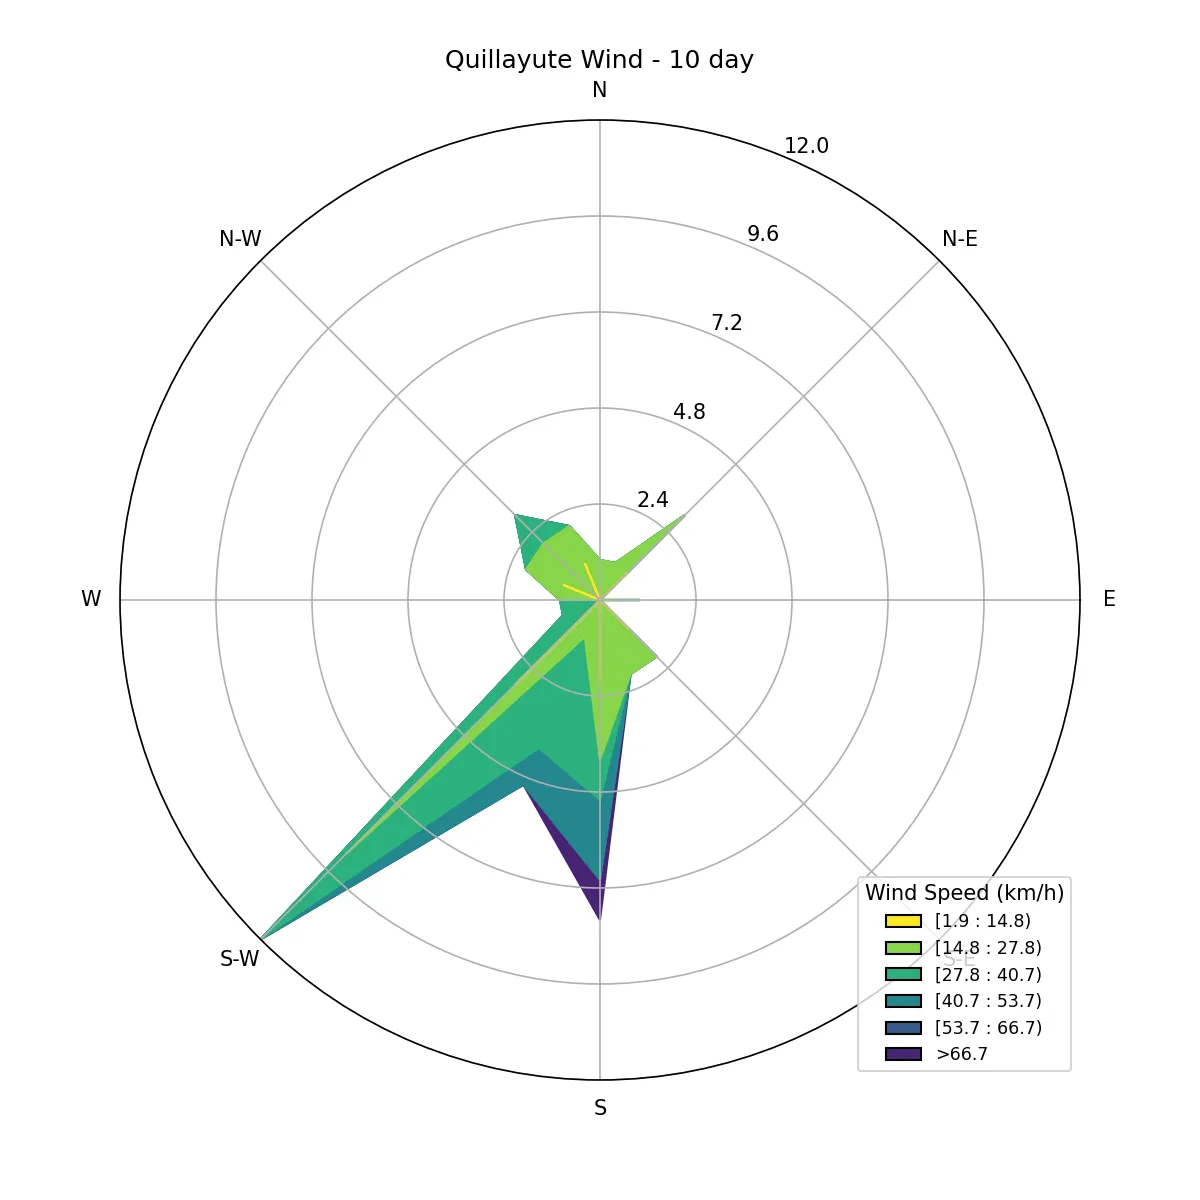 Quillayute Wind - 10 day
N
12.0
9.6
N-W
N-E
7.2
4.8
2.4
W
E
S-W
S-E
Wind Speed (km/h)
[1.9 : 14.8)
[14.8 : 27.8)
[27.8 : 40.7)
[40.7 : 53.7)
[53.7 : 66.7)
>66.7
S